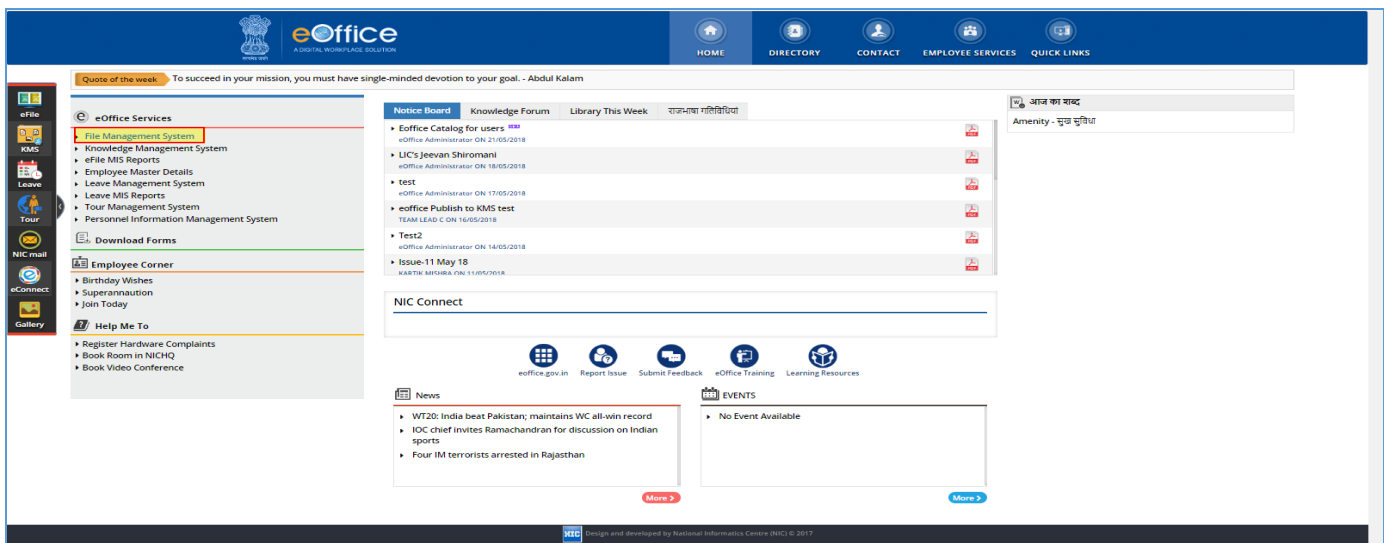 eOffice
A DIGITAL WORKPLACE SOLUTION
सत्यमेव जयते
HOME
DIRECTORY
CONTACT
EMPLOYEE SERVICES
QUICK LINKS
Quote of the week
To succeed in your mission, you must have single-minded devotion to your goal. - Abdul Kalam
eFile
KMS
Leave
Tour
NIC mail
eConnect
Gallery
eOffice Services
File Management System
Knowledge Management System
eFile MIS Reports
Employee Master Details
Leave Management System
Leave MIS Reports
Tour Management System
Personnel Information Management System
Download Forms
Employee Corner
Birthday Wishes
Superannaution
Join Today
Help Me To
Register Hardware Complaints
Book Room in NICHQ
Book Video Conference
Notice Board
Knowledge Forum
Library This Week
राजभाषा गतिविधियां
Eoffice Catalog for users
eOffice Administrator ON 21/05/2018
LIC's Jeevan Shiromani
eOffice Administrator ON 18/05/2018
test
eOffice Administrator ON 17/05/2018
eoffice Publish to KMS test
TEAM LEAD C ON 16/05/2018
Test2
eOffice Administrator ON 14/05/2018
Issue-11 May 18
KARTIK MISHRA ON 11/05/2018
NIC Connect
eoffice.gov.in
Report Issue
Submit Feedback
eOffice Training
Learning Resources
News
WT20: India beat Pakistan; maintains WC all-win record
IOC chief invites Ramachandran for discussion on Indian
sports
Four IM terrorists arrested in Rajasthan
More
EVENTS
No Event Available
More
आज का शब्द
Amenity - सुख सुविधा
NIC Design and developed by National Informatics Centre (NIC) © 2017